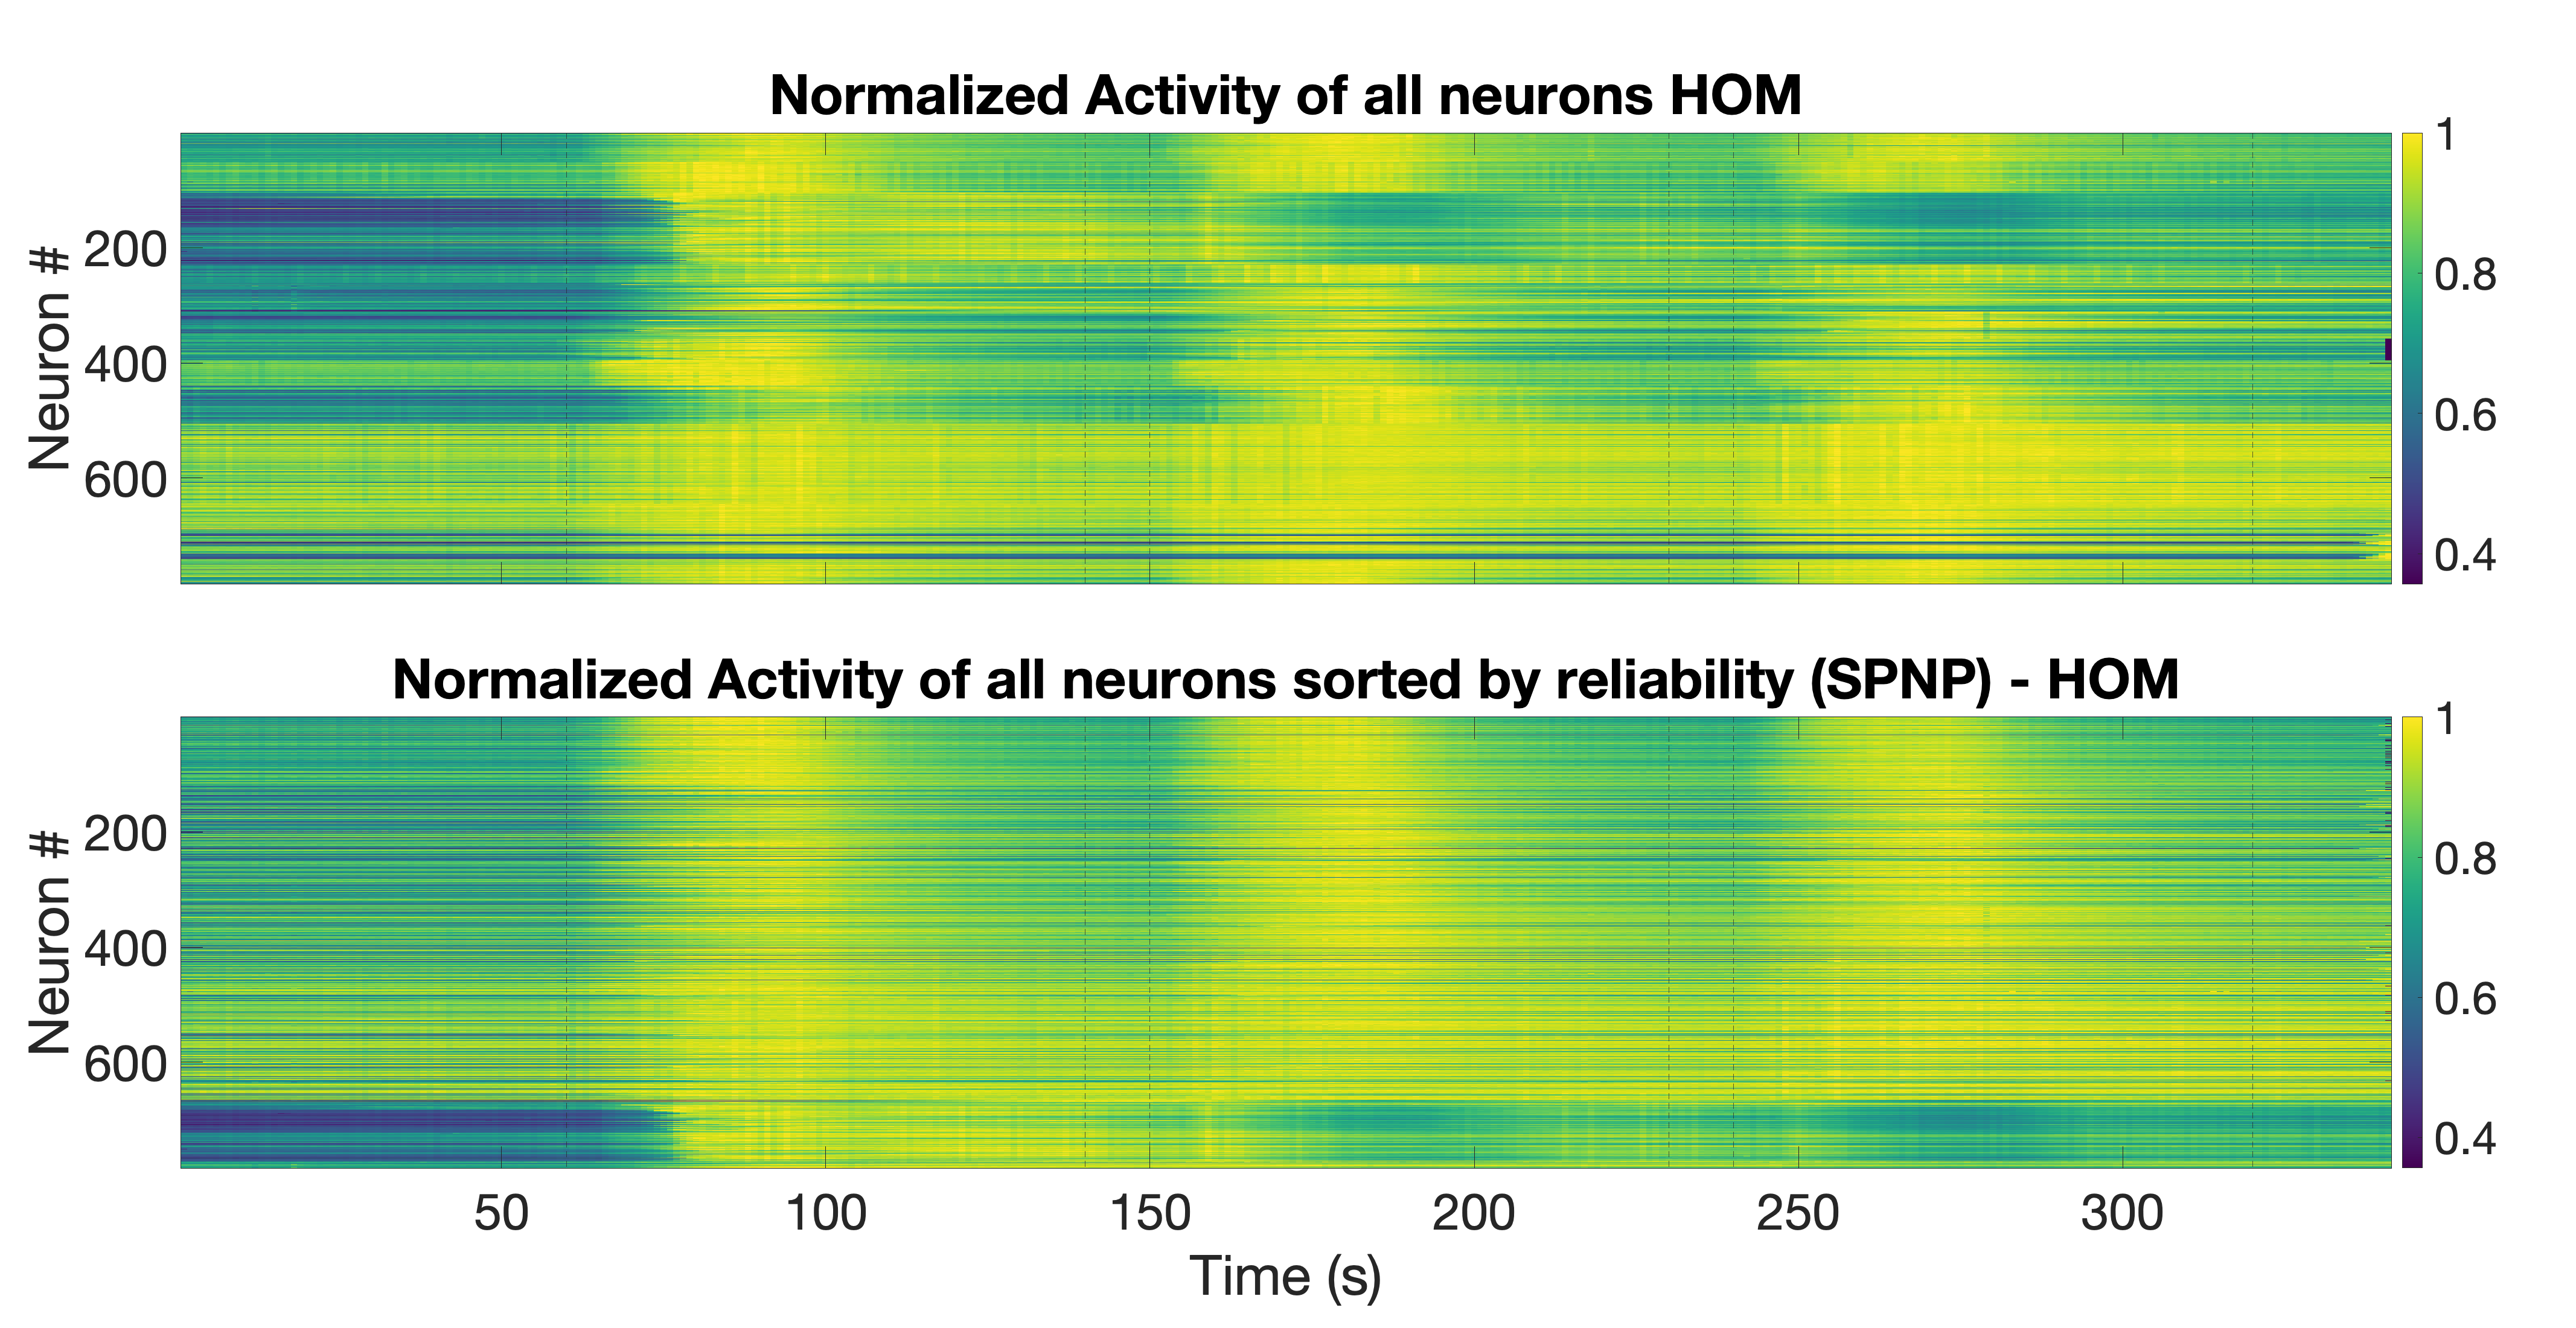 Normalized Activity of all neurons HOM
Neuron #
200
400
600
1
0.8
0.6
0.4
Normalized Activity of all neurons sorted by reliability (SPNP) - HOM
Neuron #
200
400
600
1
0.8
0.6
0.4
50 100 150 200 250 300
Time (s)